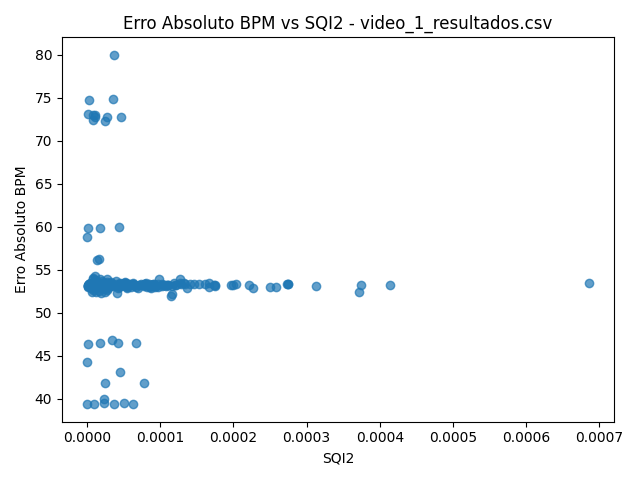 Erro Absoluto BPM vs SQI2 - video_1_resultados.csv
Erro Absoluto BPM
80
75
70
65
60
55
50
45
40
0.0000 0.0001 0.0002 0.0003 0.0004 0.0005 0.0006 0.0007
SQI2